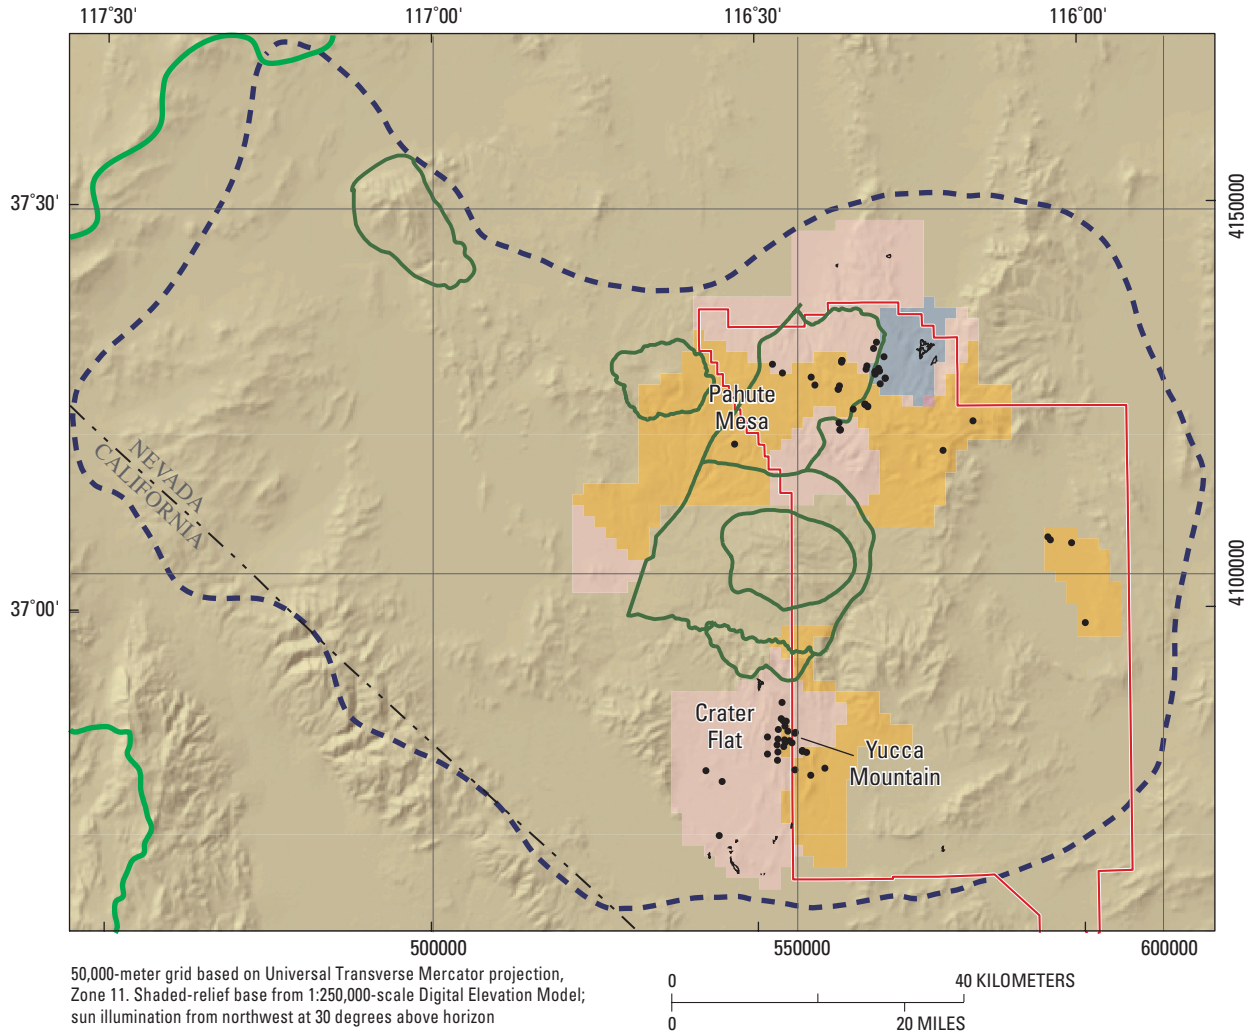 117°30'
117°00'
116°30'
116°00'
37°30'
4150000
Pahute
Mesa
NEVADA
CALIFORNIA
37°00'
4100000
Crater
Flat
Yucca
Mountain
500000
550000
600000
50,000-meter grid based on Universal Transverse Mercator projection,
Zone 11. Shaded-relief base from 1:250,000-scale Digital Elevation Model;
sun illumination from northwest at 30 degrees above horizon
0
40 KILOMETERS
0
20 MILES